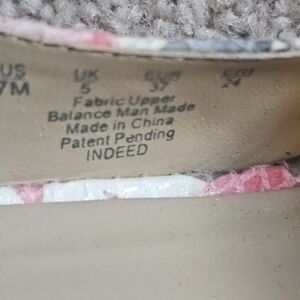 US UK EUR
7M 5 37 24
Fabric Upper
Balance Man Made
Made in China
Patent Pending
INDEED